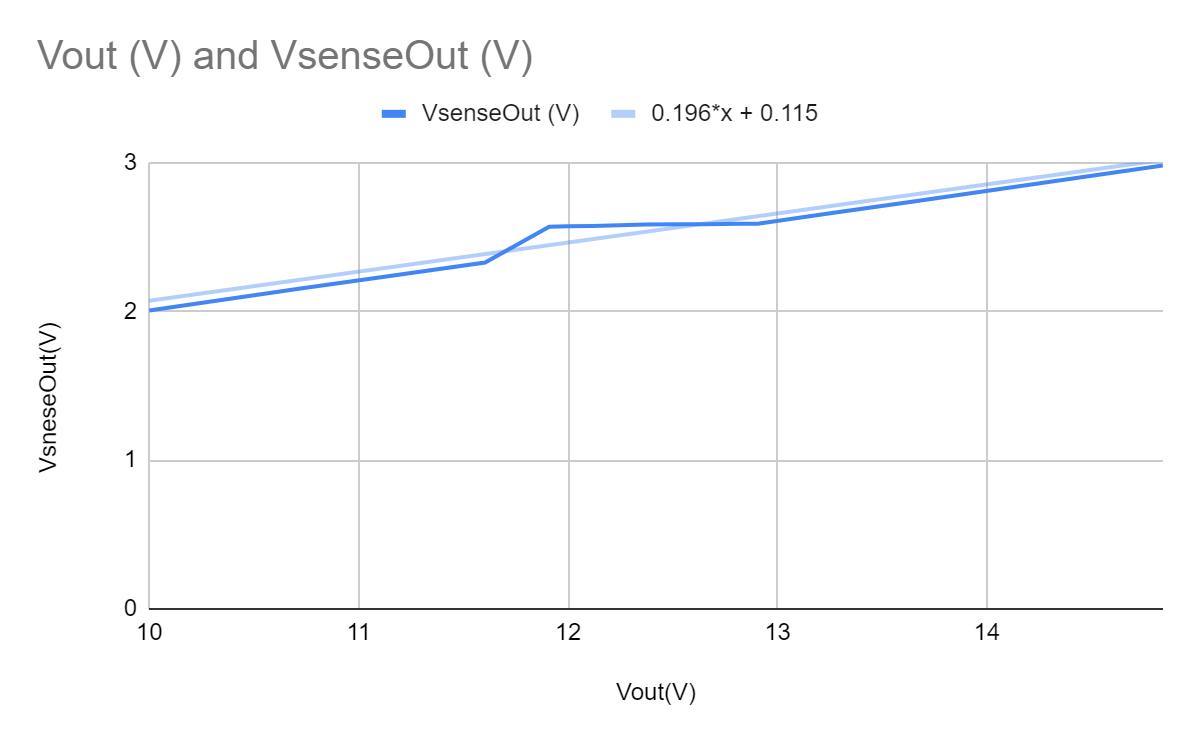 Vout (V) and VsenseOut (V)
VsenseOut (V) 0.196*x + 0.115
3
2
1
0
VsneseOut(V)
10 11 12 13 14
Vout(V)